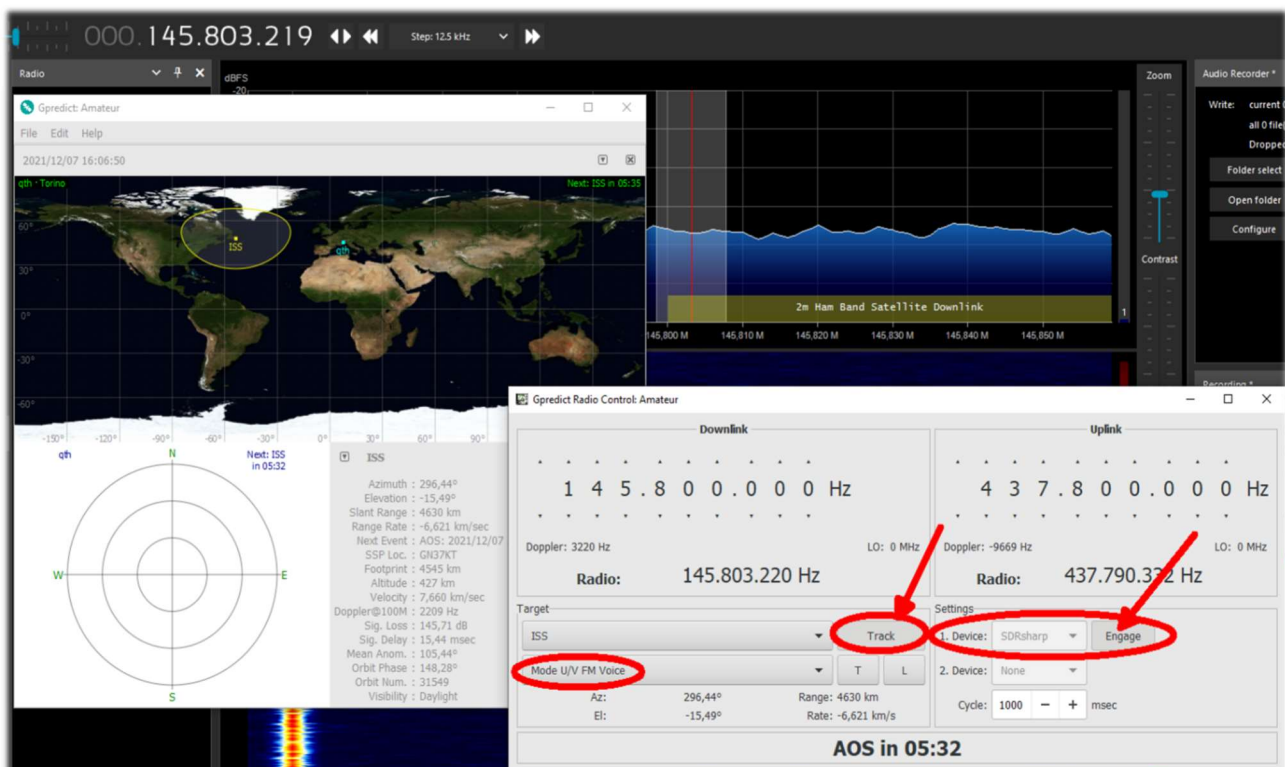 000.145.803.219
Step: 12.5 kHz
Radio
dBFS
-20
Zoom
Audio Recorder *
Write: current
all 0 file
Dropped
Folder select
Open folder
Configure
Contrast
Recording *
2m Ham Band Satellite Downlink
1
145,800 M 145,810 M 145,820 M 145,830 M 145,840 M 145,850 M
Gpredict: Amateur
File Edit Help
2021/12/07 16:06:50
qth - Torino
Next: ISS in 05:35
60°
30°
0°
-30°
-60°
ISS
qth
-150° -120° -90° -60° -30° 0° 30° 60° 90°
qth
Next: ISS
in 05:32
N
W
E
S
ISS
Azimuth : 296,44°
Elevation : -15,49°
Slant Range : 4630 km
Range Rate : -6,621 km/sec
Next Event : AOS: 2021/12/07
SSP Loc. : GN37KT
Footprint : 4545 km
Altitude : 427 km
Velocity : 7,660 km/sec
Doppler@100M : 2209 Hz
Sig. Loss : 145,71 dB
Sig. Delay : 15,44 msec
Mean Anom. : 105,44°
Orbit Phase : 148,28°
Orbit Num. : 31549
Visibility : Daylight
Gpredict Radio Control: Amateur
Downlink
145.800.000 Hz
Doppler: 3220 Hz
LO: 0 MHz
Radio: 145.803.220 Hz
Uplink
437.800.000 Hz
Doppler: -9669 Hz
LO: 0 MHz
Radio: 437.790.332 Hz
Target
ISS
Track
Mode U/V FM Voice
T
L
Az: 296,44° Range: 4630 km
El: -15,49° Rate: -6,621 km/s
Settings
1. Device: SDRsharp
Engage
2. Device: None
Cycle: 1000 − + msec
AOS in 05:32